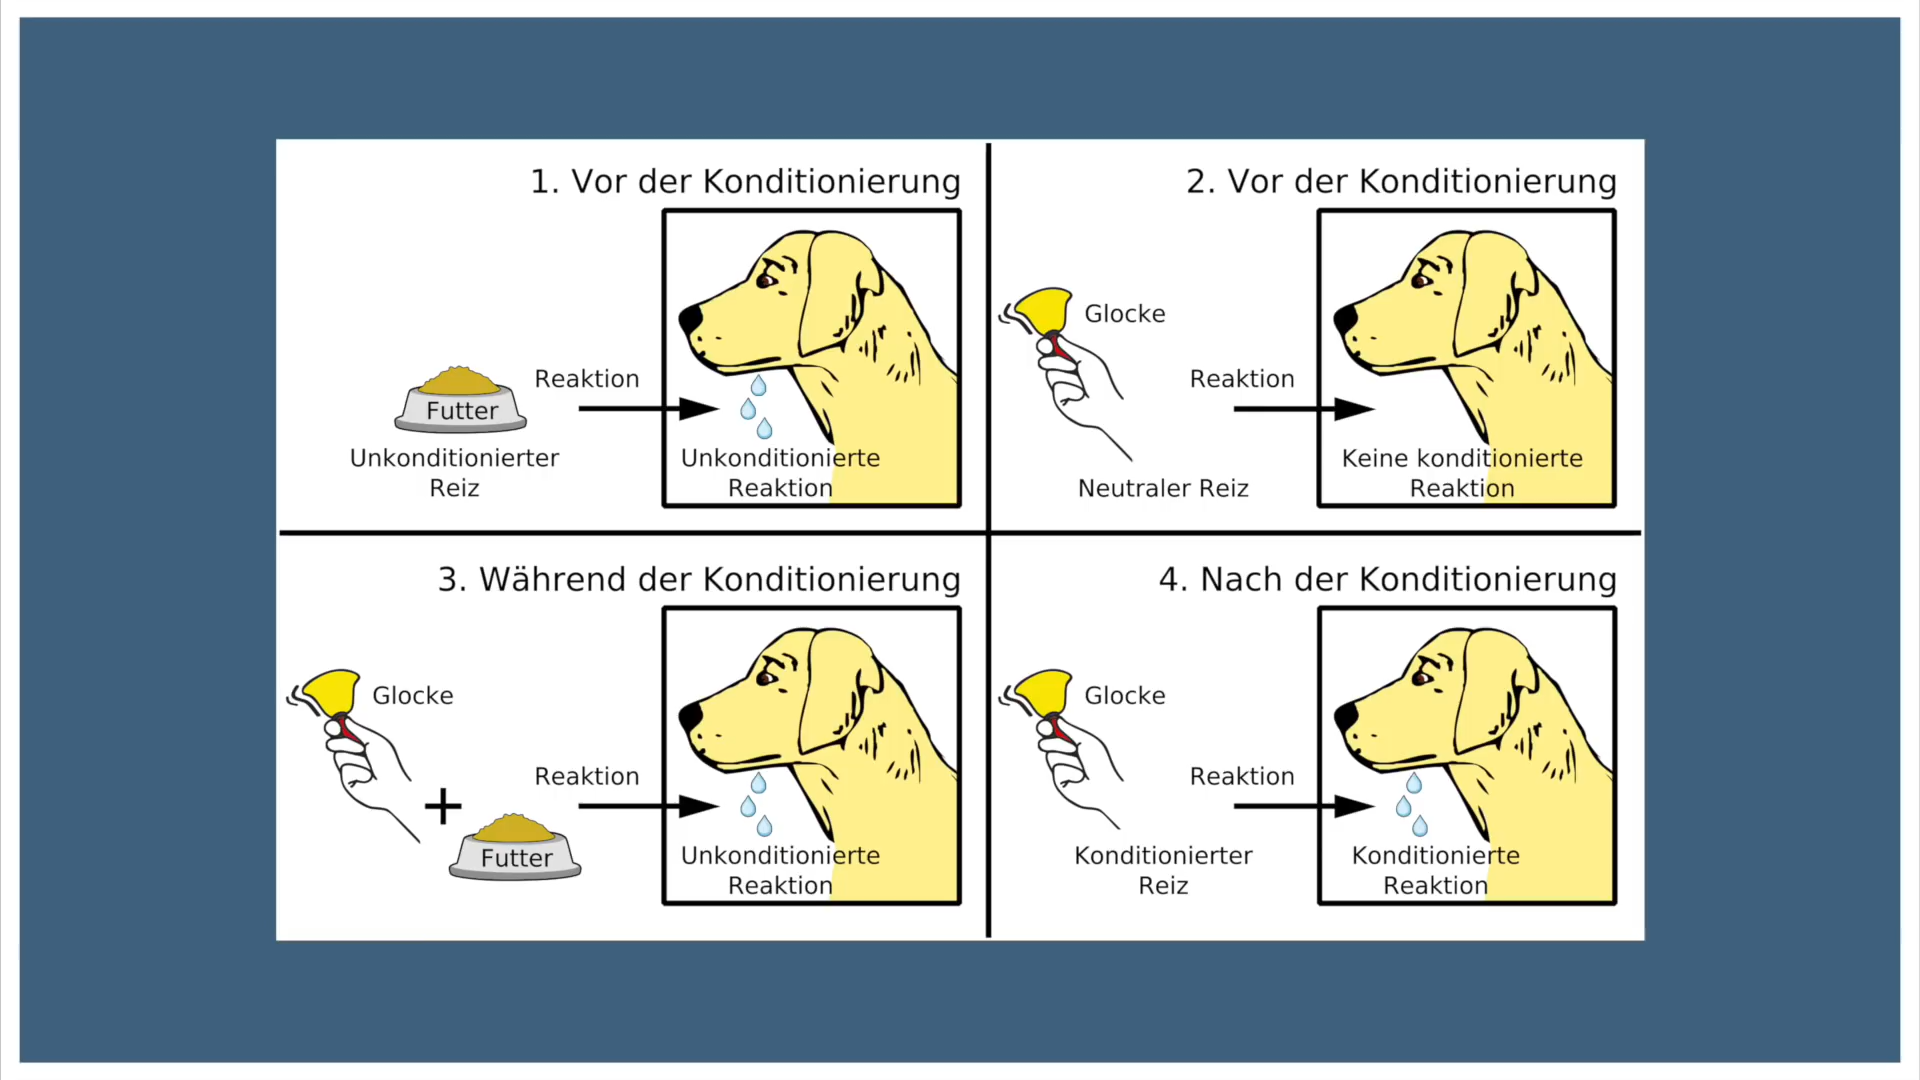 1. Vor der Konditionierung
Reaktion
Futter
Unkonditionierter
Reiz
Unkonditionierte
Reaktion
2. Vor der Konditionierung
Glocke
Reaktion
Neutraler Reiz
Keine konditionierte
Reaktion
3. Während der Konditionierung
Glocke
Reaktion
Futter
Unkonditionierte
Reaktion
4. Nach der Konditionierung
Glocke
Reaktion
Konditionierter
Reiz
Konditionierte
Reaktion